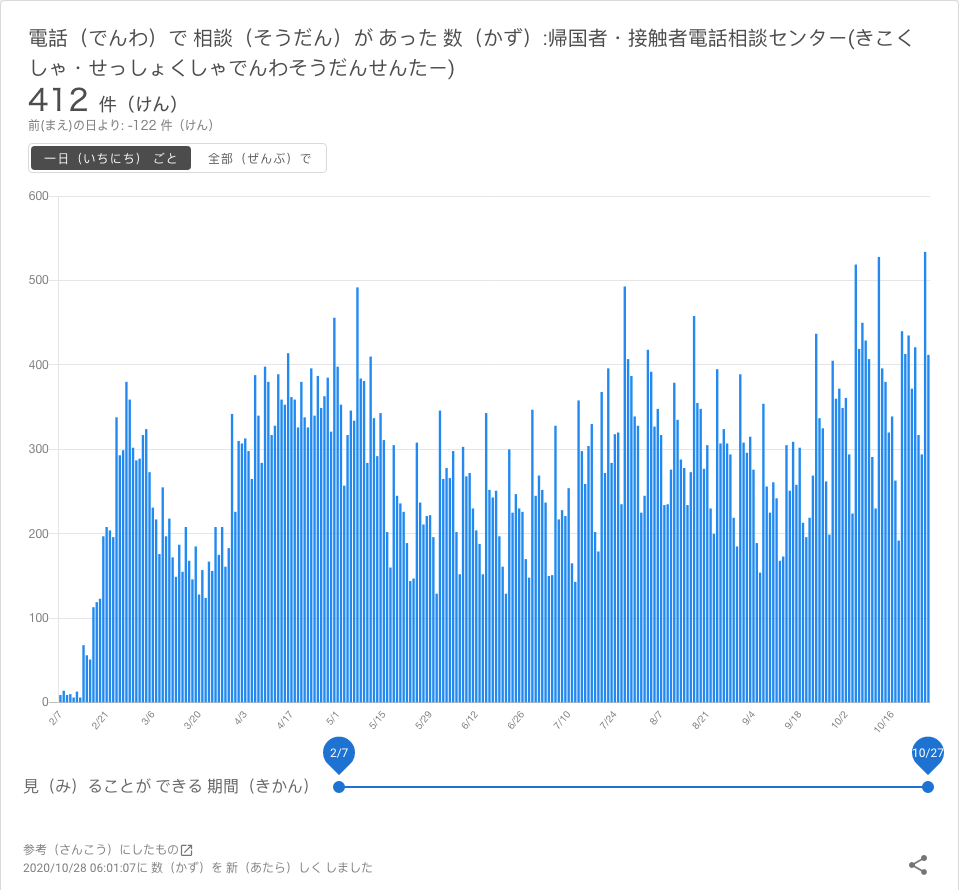 電話（でんわ）で 相談（そうだん）が あった 数（かず）:帰国者・接触者電話相談センター(きこく
しゃ・せっしょくしゃでんわそうだんせんたー)
412 件（けん）
前(まえ)の日より: -122 件（けん）
一日（いちにち） ごと 全部（ぜんぶ）で
600
500
400
300
200
100
0
2/7 2/21 3/6 3/20 4/3 4/17 5/1 5/15 5/29 6/12 6/26 7/10 7/24 8/7 8/21 9/4 9/18 10/2 10/16
2/7 10/27
見（み）ることが できる 期間（きかん）
参考（さんこう）にしたもの
2020/10/28 06:01:07に 数（かず）を 新（あたら）しく しました